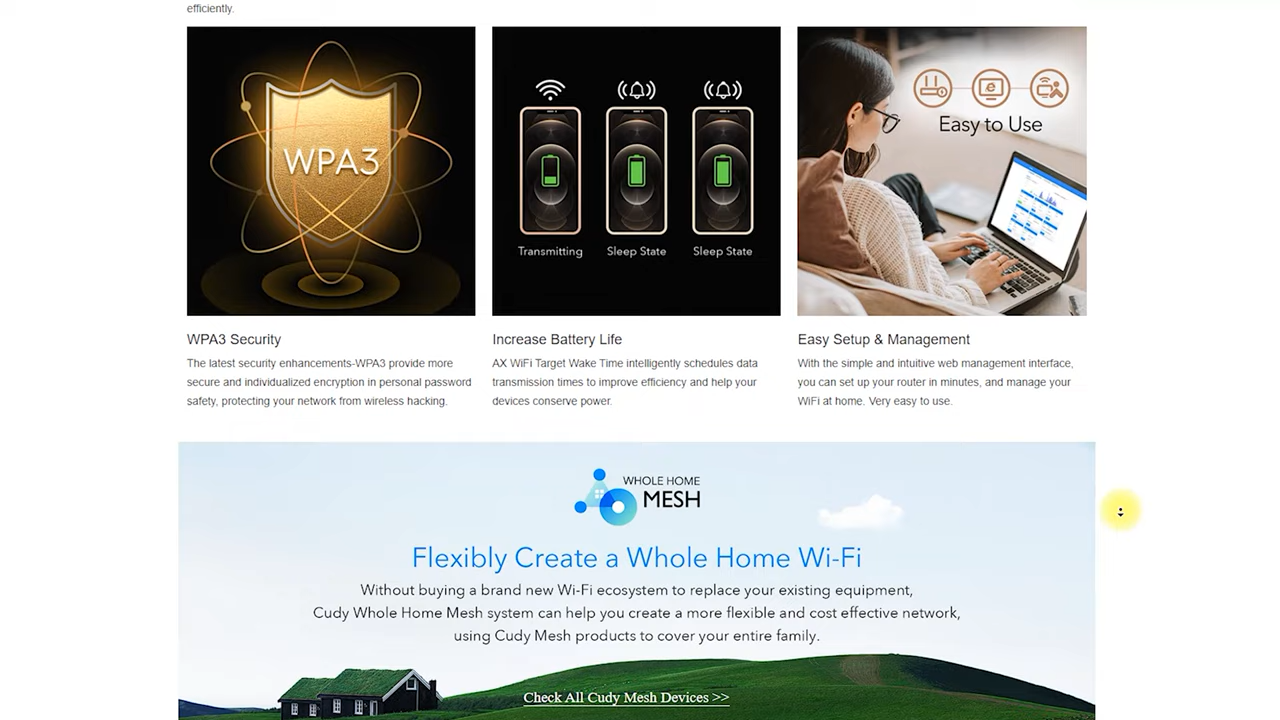 efficiently.
WPA3
Transmitting
Sleep State
Sleep State
Easy to Use
WPA3 Security
The latest security enhancements-WPA3 provide more
secure and individualized encryption in personal password
safety, protecting your network from wireless hacking.
Increase Battery Life
AX WiFi Target Wake Time intelligently schedules data
transmission times to improve efficiency and help your
devices conserve power.
Easy Setup & Management
With the simple and intuitive web management interface,
you can set up your router in minutes, and manage your
WiFi at home. Very easy to use.
WHOLE HOME
MESH
Flexibly Create a Whole Home Wi-Fi
Without buying a brand new Wi-Fi ecosystem to replace your existing equipment,
Cudy Whole Home Mesh system can help you create a more flexible and cost effective network,
using Cudy Mesh products to cover your entire family.
Check All Cudy Mesh Devices >>